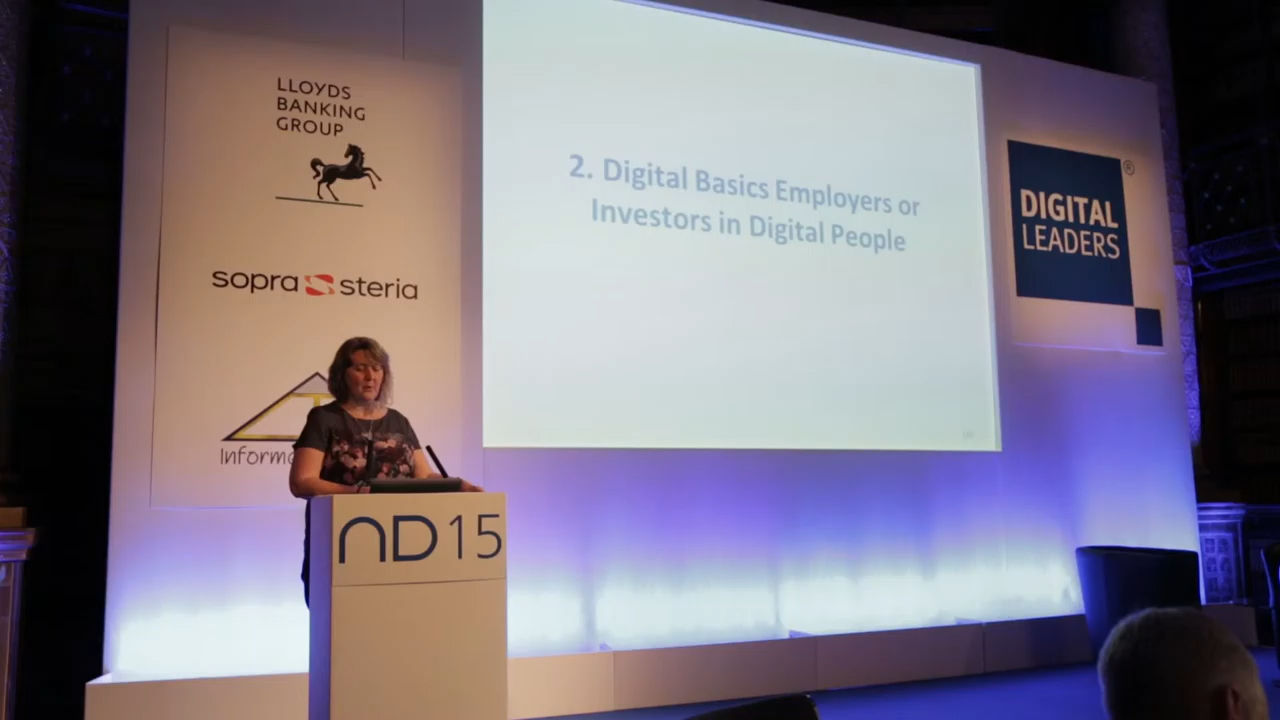 LLOYDS
BANKING
GROUP
sopra steria
Inform
2. Digital Basics Employers or
Investors in Digital People
DIGITAL
LEADERS
®
ND15